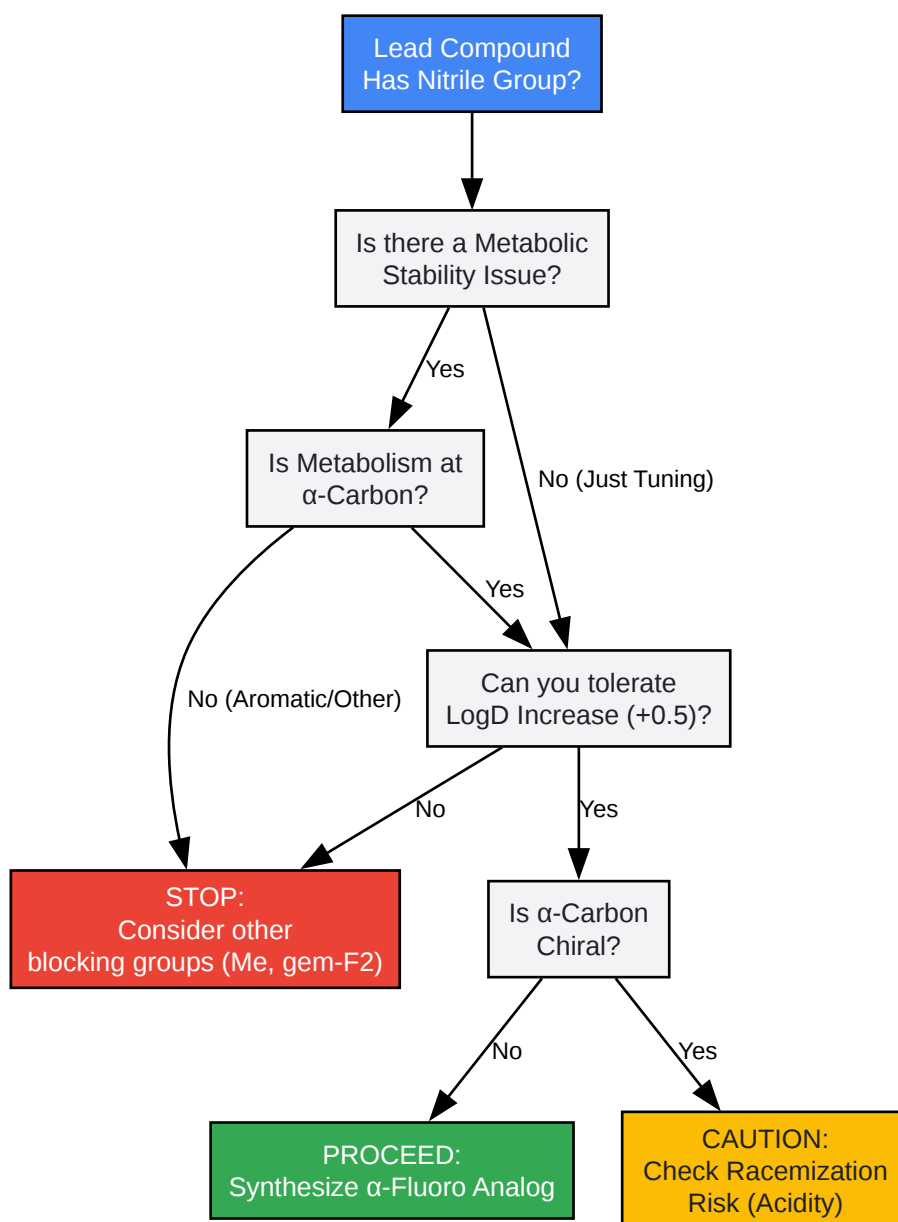 Lead Compound
Has Nitrile Group?
Is there a Metabolic
Stability Issue?
Yes
Is Metabolism at
α-Carbon?
No (Just Tuning)
Yes
Can you tolerate
LogD Increase (+0.5)?
No (Aromatic/Other)
No
Yes
STOP:
Consider other
blocking groups (Me, gem-F2)
Is α-Carbon
Chiral?
No
Yes
PROCEED:
Synthesize α-Fluoro Analog
CAUTION:
Check Racemization
Risk (Acidity)